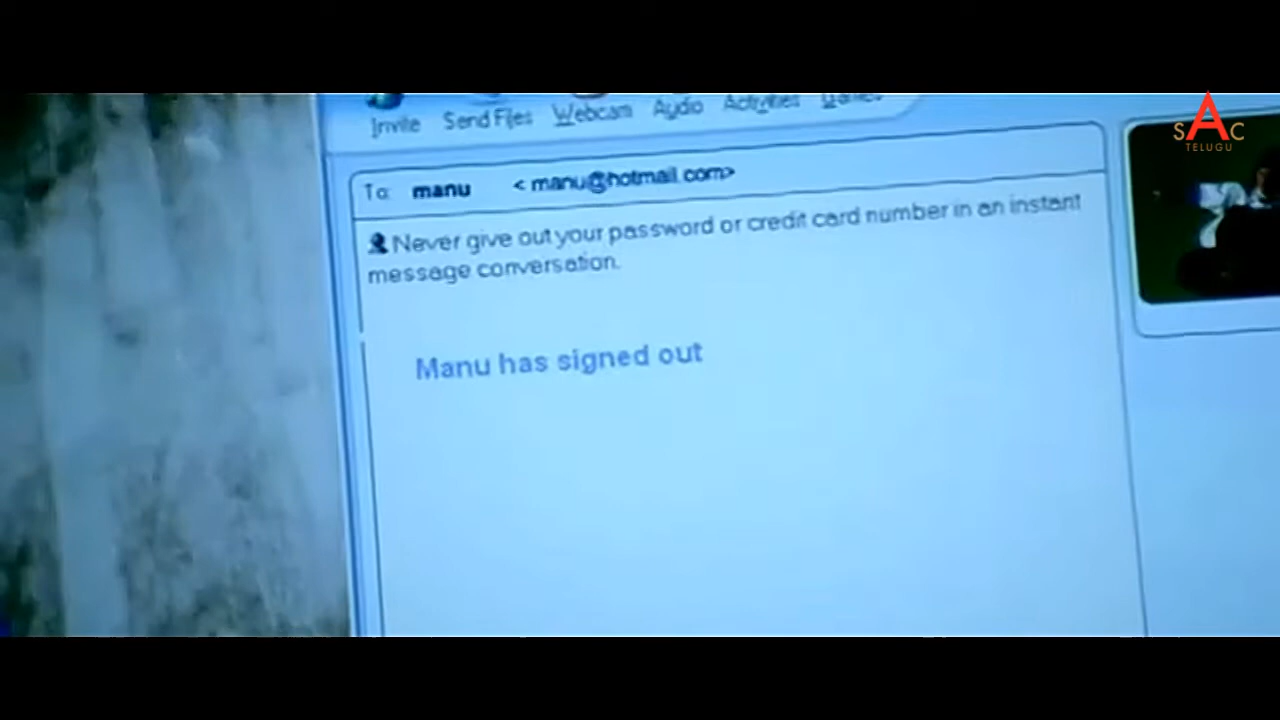 Invite Send Files Webcam Audio Activities Games
To: manu <manu@hotmail.com>
Never give out your password or credit card number in an instant
message conversation.
Manu has signed out
SAC
TELUGU